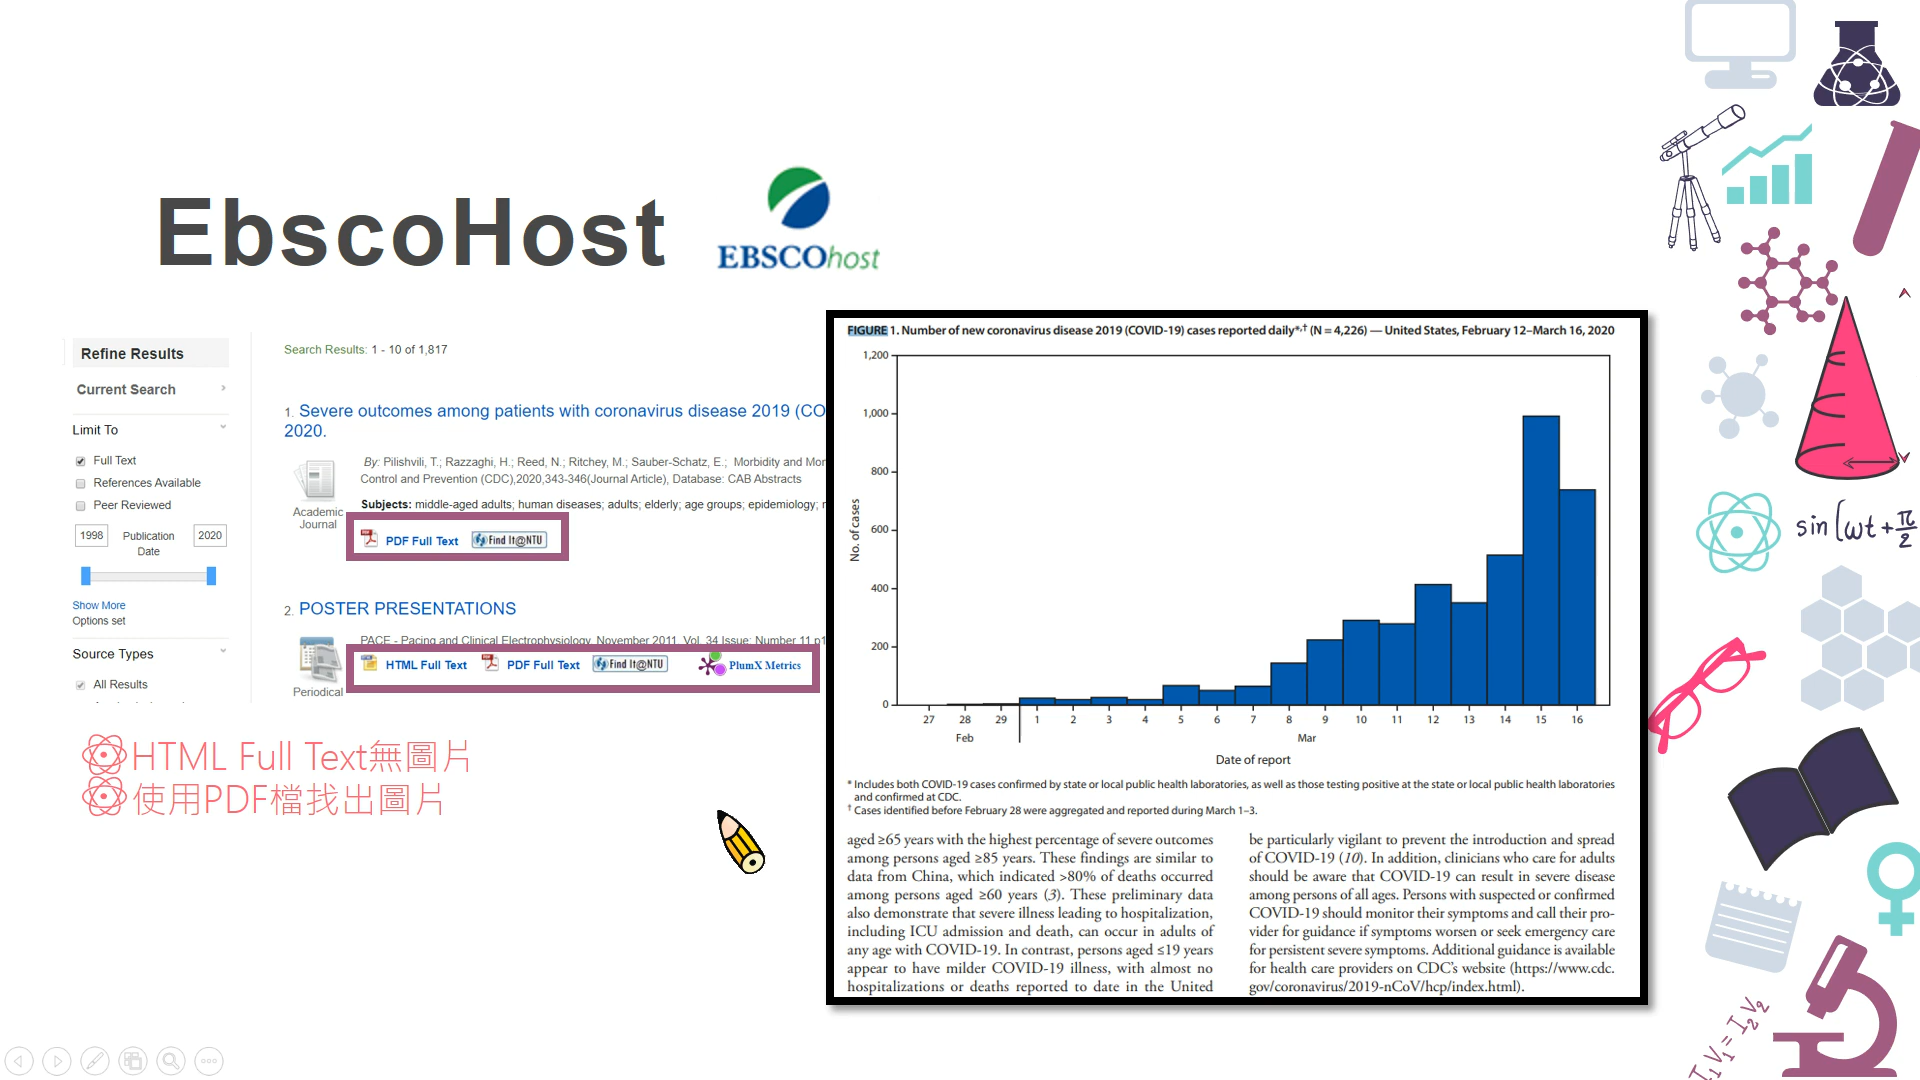 EbscoHost
EBSCOhost
Refine Results
Current Search
Limit To
Full Text
References Available
Peer Reviewed
1998
Publication
Date
2020
Show More
Options set
Source Types
All Results
Search Results: 1 - 10 of 1,817
1. Severe outcomes among patients with coronavirus disease 2019 (CO
2020.
By: Pilishvili, T.; Razzaghi, H.; Reed, N.; Ritchey, M.; Sauber-Schatz, E.; Morbidity and Mor
Control and Prevention (CDC),2020,343-346(Journal Article), Database: CAB Abstracts
Academic
Journal
Subjects: middle-aged adults; human diseases; adults; elderly; age groups; epidemiology;
PDF Full Text Find It@NTU
2. POSTER PRESENTATIONS
PACE - Pacing and Clinical Electrophysiology, November 2011, Vol. 34 Issue: Number 11 p1
Periodical
HTML Full Text PDF Full Text Find It@NTU PlumX Metrics
HTML Full Text無圖片
使用PDF檔找出圖片
FIGURE 1. Number of new coronavirus disease 2019 (COVID-19) cases reported daily*,† (N = 4,226) — United States, February 12–March 16, 2020
1,200
1,000
800
600
400
200
0
No. of cases
27 28 29 1 2 3 4 5 6 7 8 9 10 11 12 13 14 15 16
Feb Mar
Date of report
* Includes both COVID-19 cases confirmed by state or local public health laboratories, as well as those testing positive at the state or local public health laboratories
and confirmed at CDC.
† Cases identified before February 28 were aggregated and reported during March 1–3.
aged ≥65 years with the highest percentage of severe outcomes
among persons aged ≥85 years. These findings are similar to
data from China, which indicated >80% of deaths occurred
among persons aged ≥60 years (3). These preliminary data
also demonstrate that severe illness leading to hospitalization,
including ICU admission and death, can occur in adults of
any age with COVID-19. In contrast, persons aged ≤19 years
appear to have milder COVID-19 illness, with almost no
hospitalizations or deaths reported to date in the United
be particularly vigilant to prevent the introduction and spread
of COVID-19 (10). In addition, clinicians who care for adults
should be aware that COVID-19 can result in severe disease
among persons of all ages. Persons with suspected or confirmed
COVID-19 should monitor their symptoms and call their pro-
vider for guidance if symptoms worsen or seek emergency care
for persistent severe symptoms. Additional guidance is available
for health care providers on CDC's website (https://www.cdc.
gov/coronavirus/2019-nCoV/hcp/index.html).
sin(ωt+π/2
I₁V₁=I₂V₂